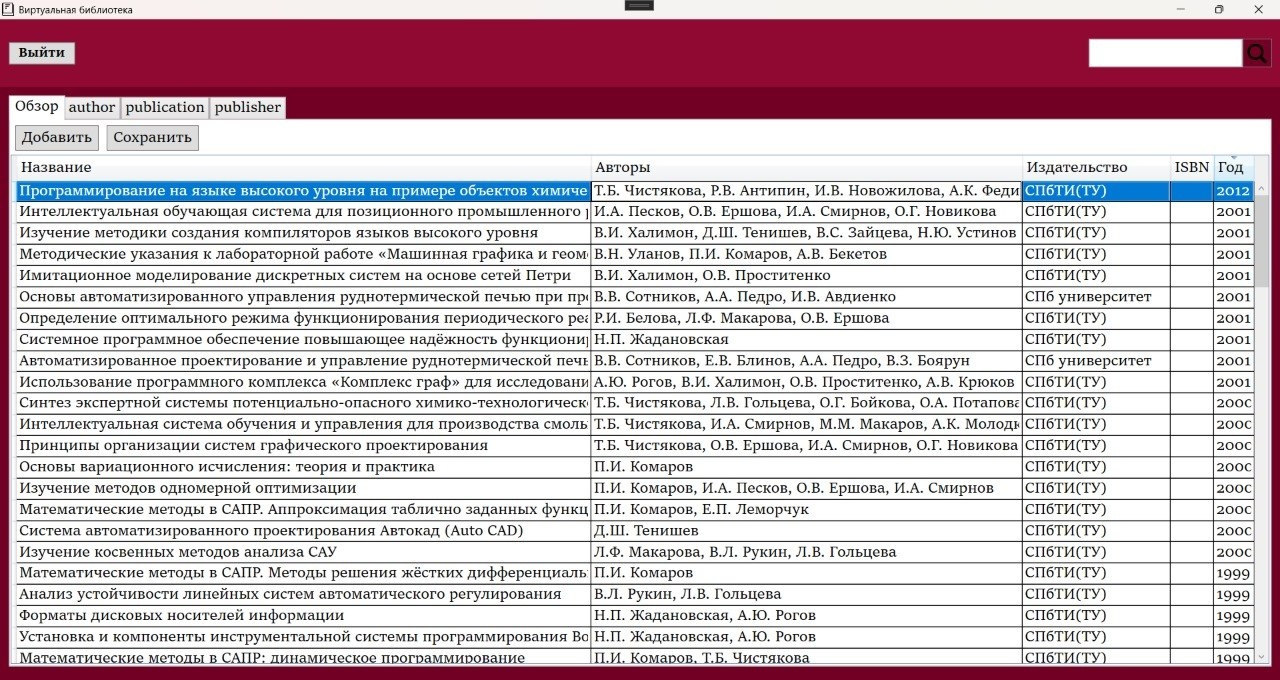 Виртуальная библиотека
Выйти
Обзор author publication publisher
Добавить Сохранить
Название Авторы Издательство ISBN Год
Программирование на языке высокого уровня на примере объектов химиче Т.Б. Чистякова, Р.В. Антипин, И.В. Новожилова, А.К. Феди СПбТИ(ТУ) 2012
Интеллектуальная обучающая система для позиционного промышленного И.А. Песков, О.В. Ершова, И.А. Смирнов, О.Г. Новикова СПбТИ(ТУ) 2001
Изучение методики создания компиляторов языков высокого уровня В.И. Халимон, Д.Ш. Тенишев, В.С. Зайцева, Н.Ю. Устинов СПбТИ(ТУ) 2001
Методические указания к лабораторной работе «Машинная графика и геом В.Н. Уланов, П.И. Комаров, А.В. Бекетов СПбТИ(ТУ) 2001
Имитационное моделирование дискретных систем на основе сетей Петри В.И. Халимон, О.В. Проститенко СПбТИ(ТУ) 2001
Основы автоматизированного управления руднотермической печью при пр В.В. Сотников, А.А. Педро, И.В. Авдиенко СПб университет 2001
Определение оптимального режима функционирования периодического реа Р.И. Белова, Л.Ф. Макарова, О.В. Ершова СПбТИ(ТУ) 2001
Системное программное обеспечение повышающее надёжность функциони Н.П. Жадановская СПбТИ(ТУ) 2001
Автоматизированное проектирование и управление руднотермической печь В.В. Сотников, Е.В. Блинов, А.А. Педро, В.З. Боярун СПб университет 2001
Использование программного комплекса «Комплекс граф» для исследовани А.Ю. Рогов, В.И. Халимон, О.В. Проститенко, А.В. Крюков СПбТИ(ТУ) 2001
Синтез экспертной системы потенциально-опасного химико-технологическ Т.Б. Чистякова, Л.В. Гольцева, О.Г. Бойкова, О.А. Потапова СПбТИ(ТУ) 2000
Интеллектуальная система обучения и управления для производства смолы Т.Б. Чистякова, И.А. Смирнов, М.М. Макаров, А.К. Молодк СПбТИ(ТУ) 2000
Принципы организации систем графического проектирования Т.Б. Чистякова, О.В. Ершова, И.А. Смирнов, О.Г. Новикова СПбТИ(ТУ) 2000
Основы вариационного исчисления: теория и практика П.И. Комаров СПбТИ(ТУ) 2000
Изучение методов одномерной оптимизации П.И. Комаров, И.А. Песков, О.В. Ершова, И.А. Смирнов СПбТИ(ТУ) 2000
Математические методы в САПР. Аппроксимация таблично заданных функц П.И. Комаров, Е.П. Леморчук СПбТИ(ТУ) 2000
Система автоматизированного проектирования Автокад (Auto CAD) Д.Ш. Тенишев СПбТИ(ТУ) 2000
Изучение косвенных методов анализа САУ Л.Ф. Макарова, В.Л. Рукин, Л.В. Гольцева СПбТИ(ТУ) 2000
Математические методы в САПР. Методы решения жёстких дифференциаль П.И. Комаров СПбТИ(ТУ) 1999
Анализ устойчивости линейных систем автоматического регулирования В.Л. Рукин, Л.В. Гольцева СПбТИ(ТУ) 1999
Форматы дисковых носителей информации Н.П. Жадановская, А.Ю. Рогов СПбТИ(ТУ) 1999
Установка и компоненты инструментальной системы программирования Bo Н.П. Жадановская, А.Ю. Рогов СПбТИ(ТУ) 1999
Математические методы в САПР: динамическое программирование П.И. Комаров, Т.Б. Чистякова СПбТИ(ТУ) 1999